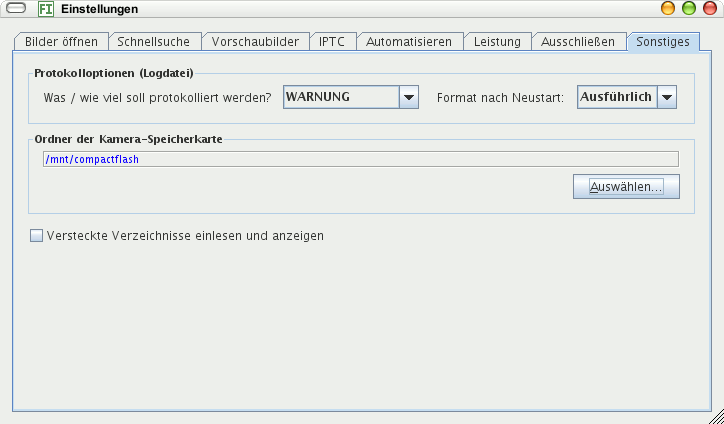 FI Einstellungen
Bilder öffnen Schnellsuche Vorschaubilder IPTC Automatisieren Leistung Ausschließen Sonstiges
Protokolloptionen (Logdatei)
Was / wie viel soll protokolliert werden? WARNUNG Format nach Neustart: Ausführlich
Ordner der Kamera-Speicherkarte
/mnt/compactflash
Auswählen...
Versteckte Verzeichnisse einlesen und anzeigen